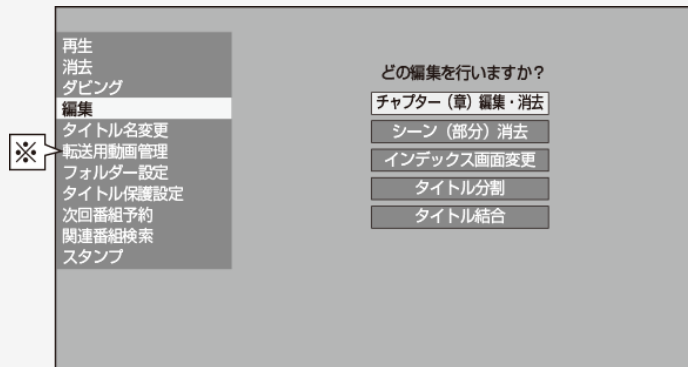 再生
消去
ダビング
編集
タイトル名変更
※
転送用動画管理
フォルダー設定
タイトル保護設定
次回番組予約
関連番組検索
スタンプ
どの編集を行いますか?
チャプター（章）編集・消去
シーン（部分）消去
インデックス画面変更
タイトル分割
タイトル結合